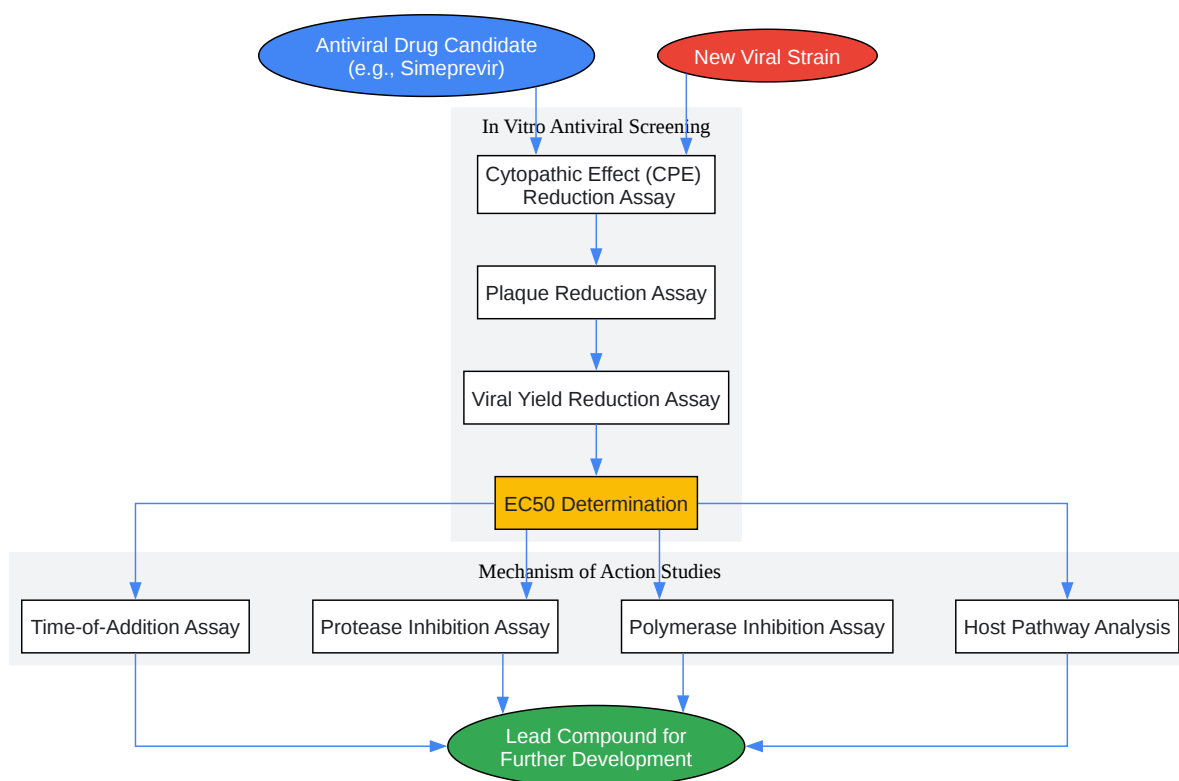 Antiviral Drug Candidate
(e.g., Simeprevir)
New Viral Strain
In Vitro Antiviral Screening
Cytopathic Effect (CPE)
Reduction Assay
Plaque Reduction Assay
Viral Yield Reduction Assay
EC50 Determination
Mechanism of Action Studies
Time-of-Addition Assay
Protease Inhibition Assay
Polymerase Inhibition Assay
Host Pathway Analysis
Lead Compound for
Further Development